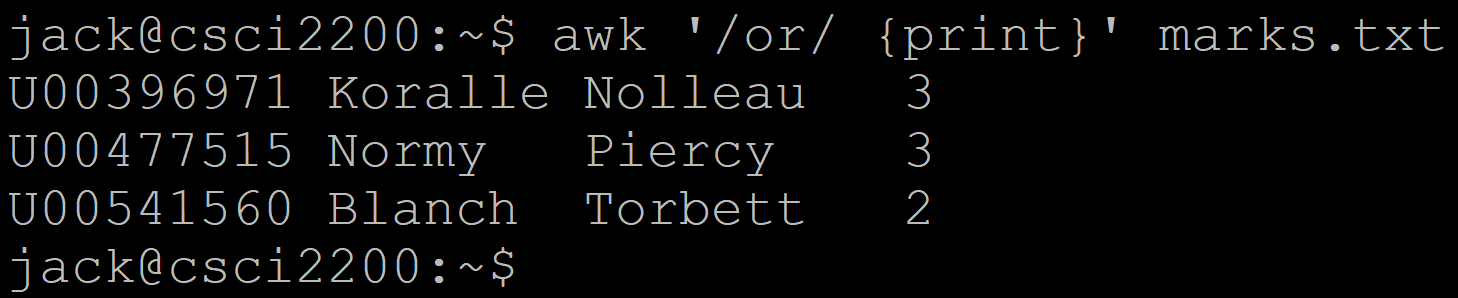 jack@csci2200:~$ awk '/or/ {print}' marks.txt
U00396971 Koralle Nolleau   3
U00477515 Normy   Piercy    3
U00541560 Blanch  Torbett   2
jack@csci2200:~$